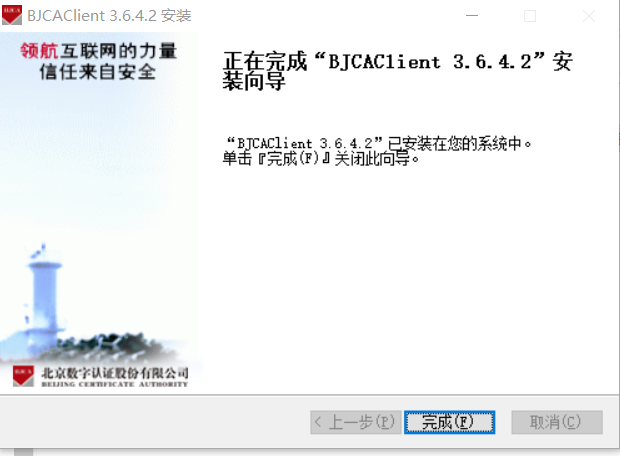 BJCAClient 3.6.4.2 安装
领航互联网的力量
信任来自安全
正在完成“BJCAClient 3.6.4.2”安
装向导
“BJCAClient 3.6.4.2”已安装在您的系统中。
单击『完成(F)』关闭此向导。
BJCA
北京数字认证股份有限公司
BEIJING CERTIFICATE AUTHORITY
< 上一步(P)
完成(F)
取消(C)